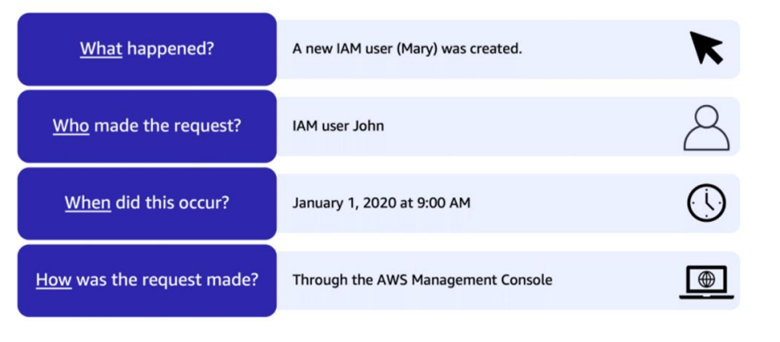 What happened?
A new IAM user (Mary) was created.
Who made the request?
IAM user John
When did this occur?
January 1, 2020 at 9:00 AM
How was the request made?
Through the AWS Management Console